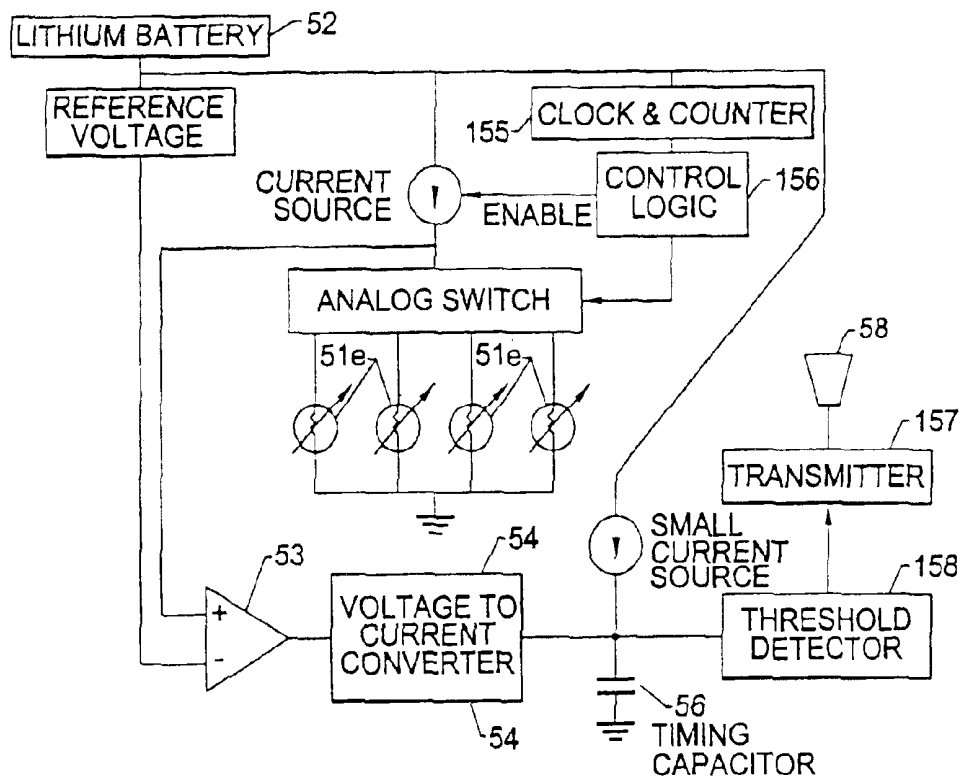 LITHIUM BATTERY
52
REFERENCE
VOLTAGE
155
CLOCK & COUNTER
CURRENT
SOURCE
ENABLE
CONTROL
LOGIC
156
ANALOG SWITCH
51e
51e
58
157
TRANSMITTER
53
+
-
54
VOLTAGE TO
CURRENT
CONVERTER
54
SMALL
CURRENT
SOURCE
158
THRESHOLD
DETECTOR
56
TIMING
CAPACITOR